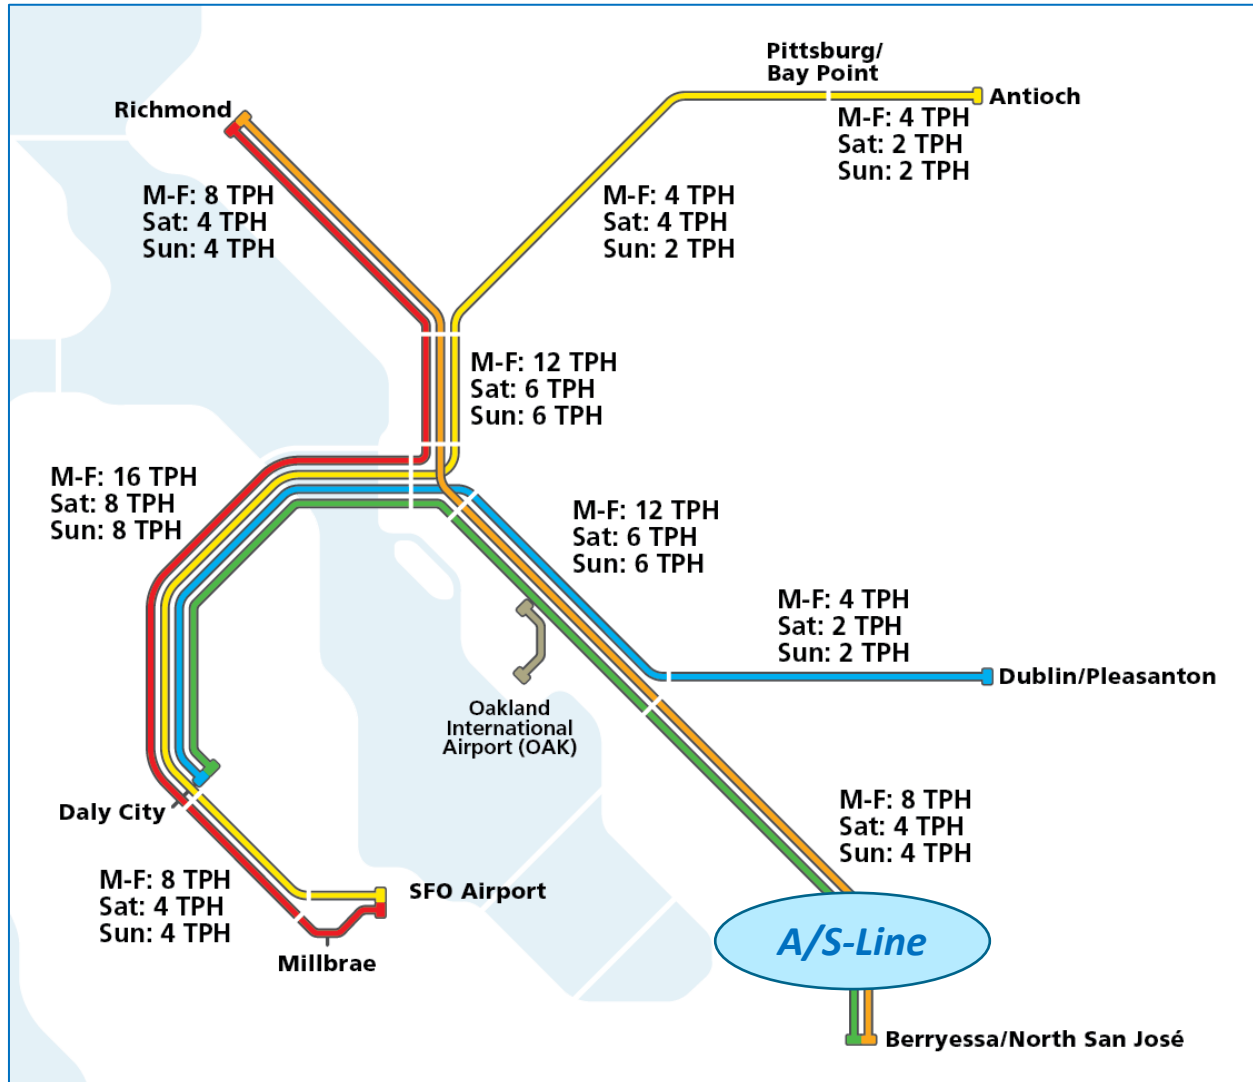 Pittsburg/
Bay Point
Antioch
Richmond
M-F: 4 TPH
Sat: 2 TPH
Sun: 2 TPH
M-F: 8 TPH
Sat: 4 TPH
Sun: 4 TPH
M-F: 4 TPH
Sat: 4 TPH
Sun: 2 TPH
M-F: 12 TPH
Sat: 6 TPH
Sun: 6 TPH
M-F: 16 TPH
Sat: 8 TPH
Sun: 8 TPH
M-F: 12 TPH
Sat: 6 TPH
Sun: 6 TPH
M-F: 4 TPH
Sat: 2 TPH
Sun: 2 TPH
Dublin/Pleasanton
Oakland
International
Airport (OAK)
Daly City
M-F: 8 TPH
Sat: 4 TPH
Sun: 4 TPH
M-F: 8 TPH
Sat: 4 TPH
Sun: 4 TPH
SFO Airport
Millbrae
A/S-Line
Berryessa/North San José